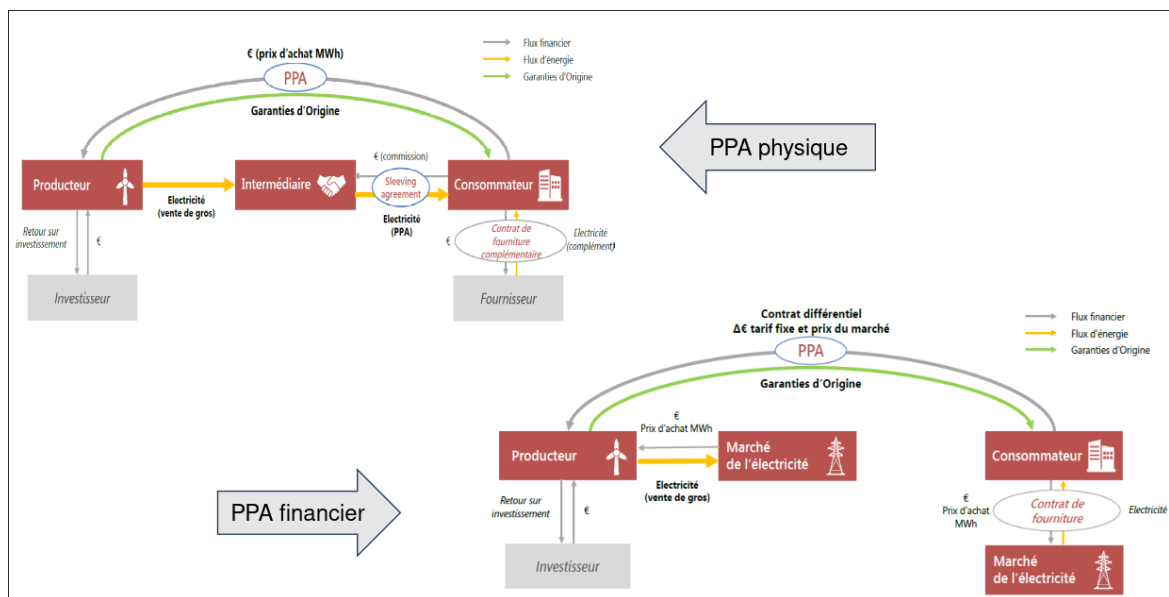 € (prix d'achat MWh)
PPA
Garanties d'Origine
Flux financier
Flux d'énergie
Garanties d'Origine
PPA physique
Producteur
Intermédiaire
€ (commission)
Sleeving
agreement
Consommateur
Electricité
(vente de gros)
Electricité
(PPA)
Retour sur
investissement
€
€
Contrat de
fourniture
complémentaire
Electricité
(complément)
Investisseur
Fournisseur
Contrat différentiel
Δ€ tarif fixe et prix du marché
PPA
Garanties d'Origine
Flux financier
Flux d'énergie
Garanties d'Origine
PPA financier
Producteur
€
Prix d'achat MWh
Marché
de l'électricité
Consommateur
Electricité
(vente de gros)
Retour sur
investissement
€
€
Prix d'achat
MWh
Contrat de
fourniture
Electricité
Investisseur
Marché
de l'électricité